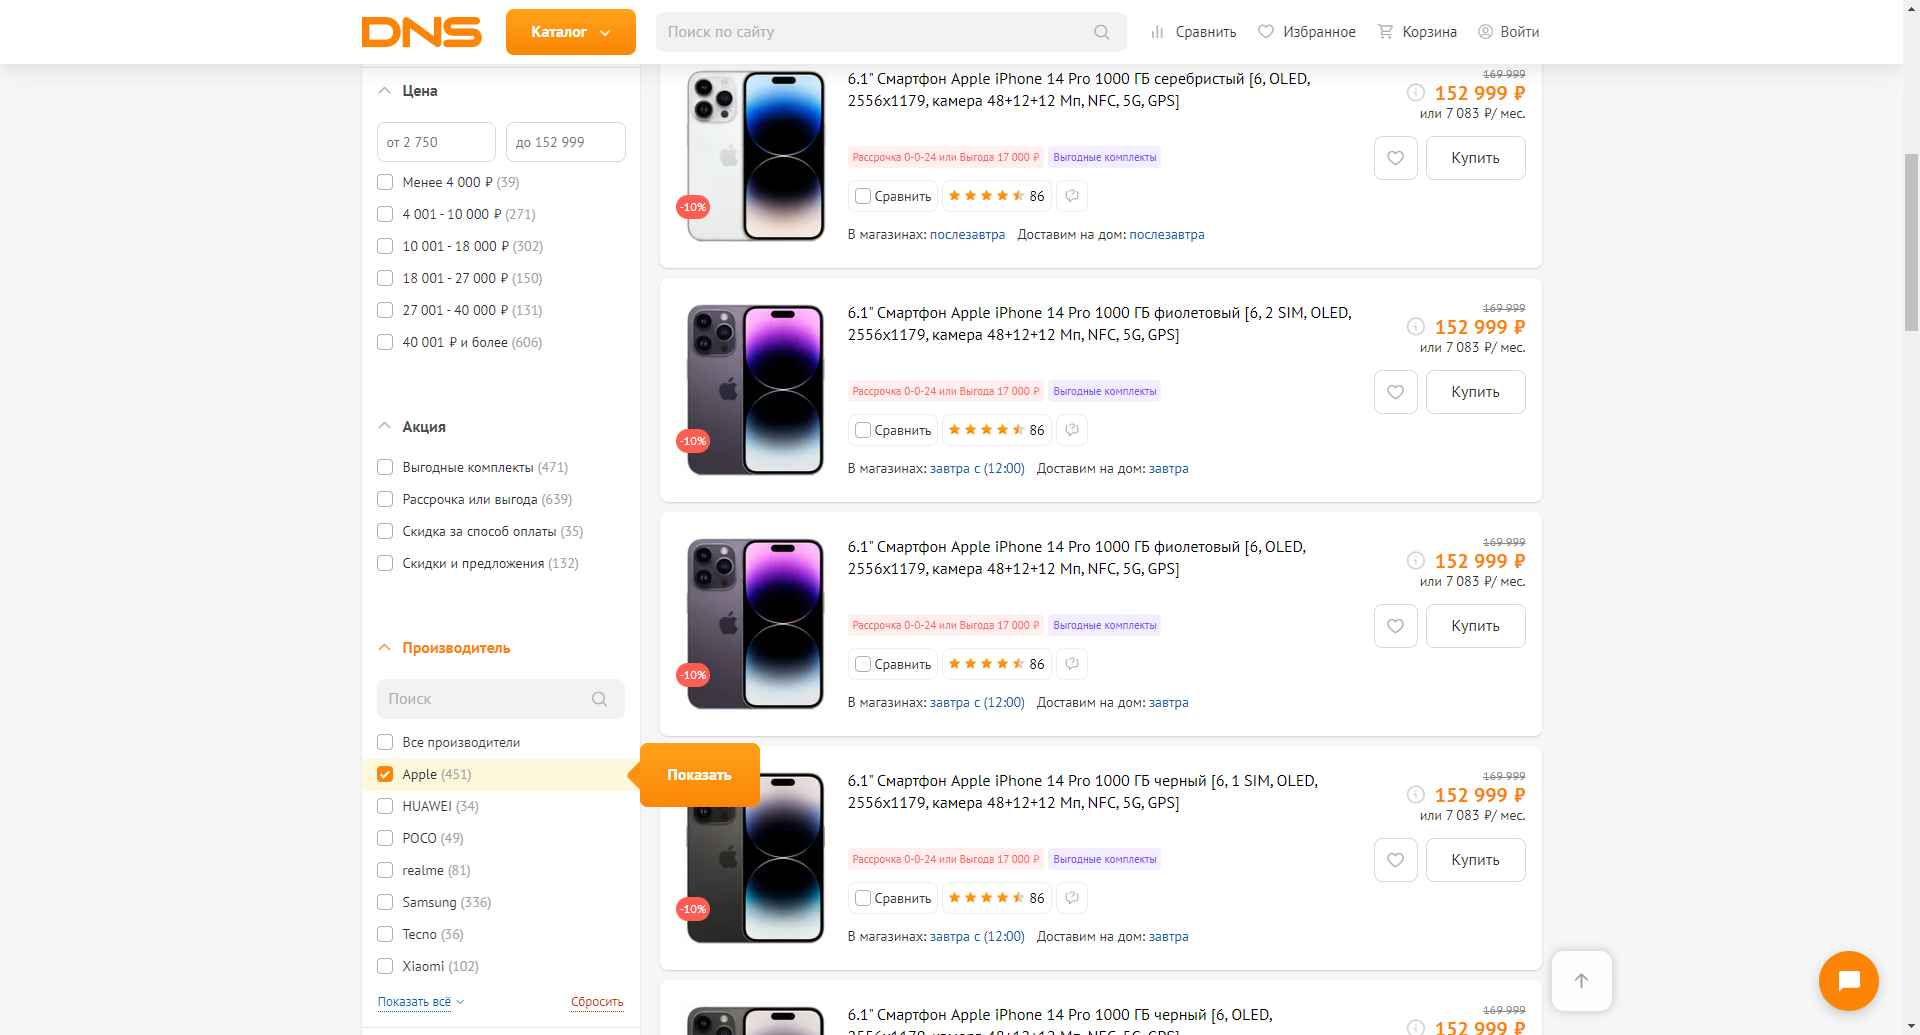 DNS
Каталог
Поиск по сайту
Сравнить
Избранное
Корзина
Войти
Цена
от 2 750
до 152 999
Менее 4 000 ₽ (39)
4 001 - 10 000 ₽ (271)
10 001 - 18 000 ₽ (302)
18 001 - 27 000 ₽ (150)
27 001 - 40 000 ₽ (131)
40 001 ₽ и более (606)
Акция
Выгодные комплекты (471)
Рассрочка или выгода (639)
Скидка за способ оплаты (35)
Скидки и предложения (132)
Производитель
Поиск
Все производители
Apple (451)
HUAWEI (34)
POCO (49)
realme (81)
Samsung (336)
Tecno (36)
Xiaomi (102)
Показать всё
Сбросить
Показать
6.1" Смартфон Apple iPhone 14 Pro 1000 ГБ серебристый [6, OLED,
2556x1179, камера 48+12+12 Мп, NFC, 5G, GPS]
169 999
152 999 ₽
или 7 083 ₽/ мес.
Рассрочка 0-0-24 или Выгода 17 000 ₽
Выгодные комплекты
Купить
-10%
Сравнить
86
В магазинах: послезавтра Доставим на дом: послезавтра
6.1" Смартфон Apple iPhone 14 Pro 1000 ГБ фиолетовый [6, 2 SIM, OLED,
2556x1179, камера 48+12+12 Мп, NFC, 5G, GPS]
169 999
152 999 ₽
или 7 083 ₽/ мес.
Рассрочка 0-0-24 или Выгода 17 000 ₽
Выгодные комплекты
Купить
-10%
Сравнить
86
В магазинах: завтра с (12:00) Доставим на дом: завтра
6.1" Смартфон Apple iPhone 14 Pro 1000 ГБ фиолетовый [6, OLED,
2556x1179, камера 48+12+12 Мп, NFC, 5G, GPS]
169 999
152 999 ₽
или 7 083 ₽/ мес.
Рассрочка 0-0-24 или Выгода 17 000 ₽
Выгодные комплекты
Купить
-10%
Сравнить
86
В магазинах: завтра с (12:00) Доставим на дом: завтра
6.1" Смартфон Apple iPhone 14 Pro 1000 ГБ черный [6, 1 SIM, OLED,
2556x1179, камера 48+12+12 Мп, NFC, 5G, GPS]
169 999
152 999 ₽
или 7 083 ₽/ мес.
Рассрочка 0-0-24 или Выгода 17 000 ₽
Выгодные комплекты
Купить
-10%
Сравнить
86
В магазинах: завтра с (12:00) Доставим на дом: завтра
6.1" Смартфон Apple iPhone 14 Pro 1000 ГБ черный [6, OLED,
2556x1179, камера 48+12+12 Мп, NFC, 5G, GPS]
169 999
152 999 ₽